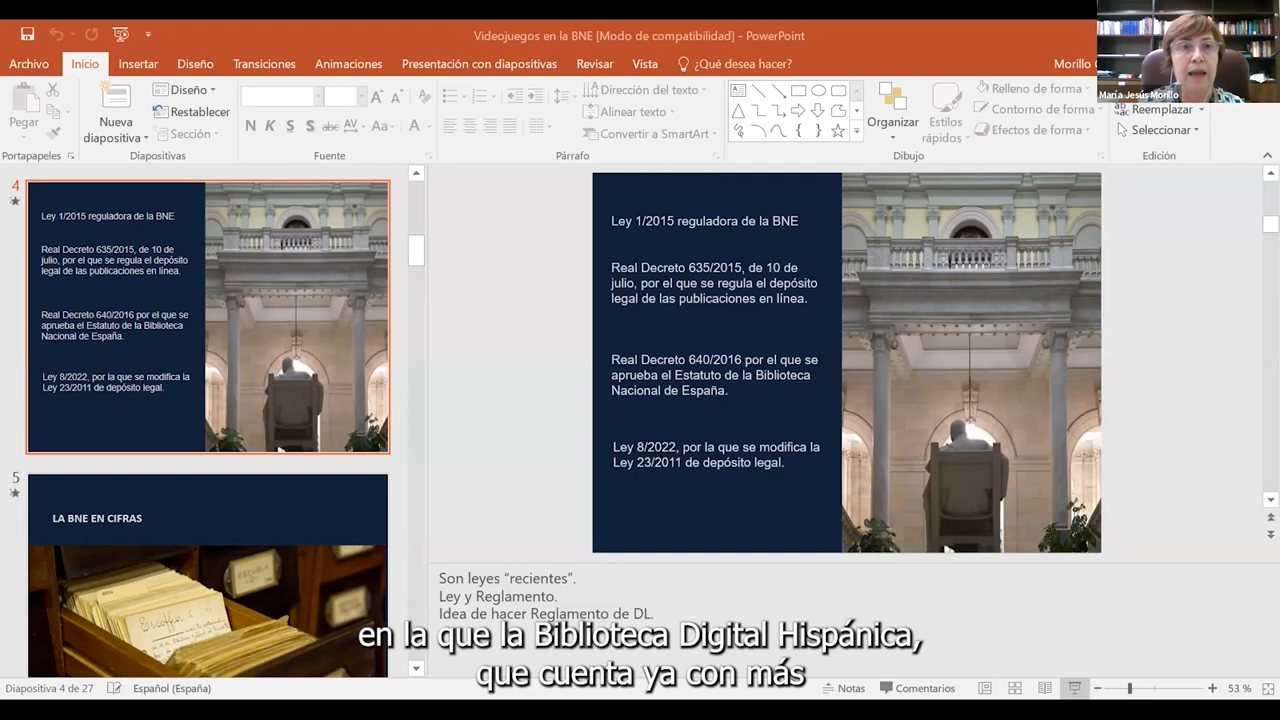 Videojuegos en la BNE [Modo de compatibilidad] - PowerPoint
Archivo Inicio Insertar Diseño Transiciones Animaciones Presentación con diapositivas Revisar Vista ¿Qué desea hacer? Morillo
María Jesús Morillo
Pegar
Nueva diapositiva
Diseño
Restablecer
Sección
N K S S abc AV Aa A
Dirección del texto
Alinear texto
Convertir a SmartArt
Organizar
Estilos rápidos
Relleno de forma
Contorno de forma
Efectos de forma
Reemplazar
Seleccionar
Portapapeles Diapositivas Fuente Párrafo Dibujo Edición
4
Ley 1/2015 reguladora de la BNE
Real Decreto 635/2015, de 10 de
julio, por el que se regula el depósito
legal de las publicaciones en línea.
Real Decreto 640/2016 por el que se
aprueba el Estatuto de la Biblioteca
Nacional de España.
Ley 8/2022, por la que se modifica la
Ley 23/2011 de depósito legal.
5
LA BNE EN CIFRAS
Ley 1/2015 reguladora de la BNE
Real Decreto 635/2015, de 10 de
julio, por el que se regula el depósito
legal de las publicaciones en línea.
Real Decreto 640/2016 por el que se
aprueba el Estatuto de la Biblioteca
Nacional de España.
Ley 8/2022, por la que se modifica la
Ley 23/2011 de depósito legal.
Son leyes “recientes”.
Ley y Reglamento.
Idea de hacer Reglamento de DL.
en la que la Biblioteca Digital Hispánica,
que cuenta ya con más
Diapositiva 4 de 27 Español (España) Notas Comentarios 53 %